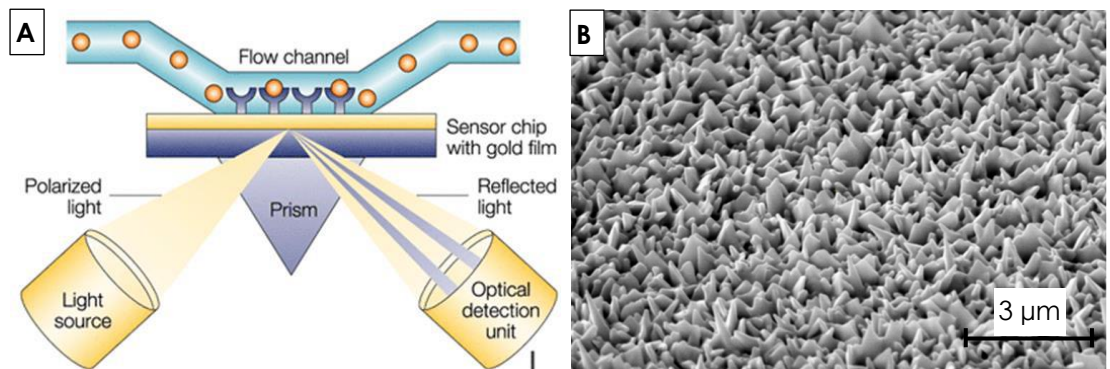 A
Flow channel
Sensor chip
with gold film
Polarized
light
Reflected
light
Prism
Light
source
Optical
detection
unit
B
3 µm